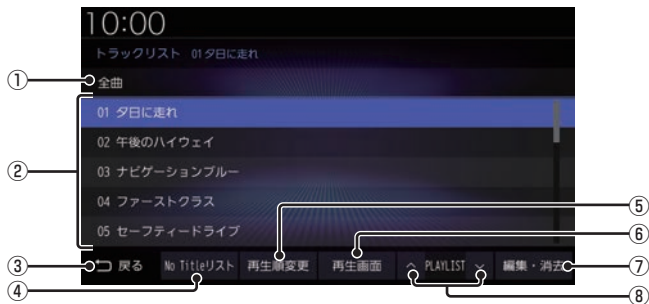 10:00
トラックリスト 01夕日に走れ
① 全曲
② 01 夕日に走れ
02 午後のハイウェイ
03 ナビゲーションブルー
04 ファーストクラス
05 セーフティードライブ
⑤
⑥
③ 戻る No Titleリスト 再生順変更 再生画面 PLAYLIST 編集・消去 ⑦
④ ⑧